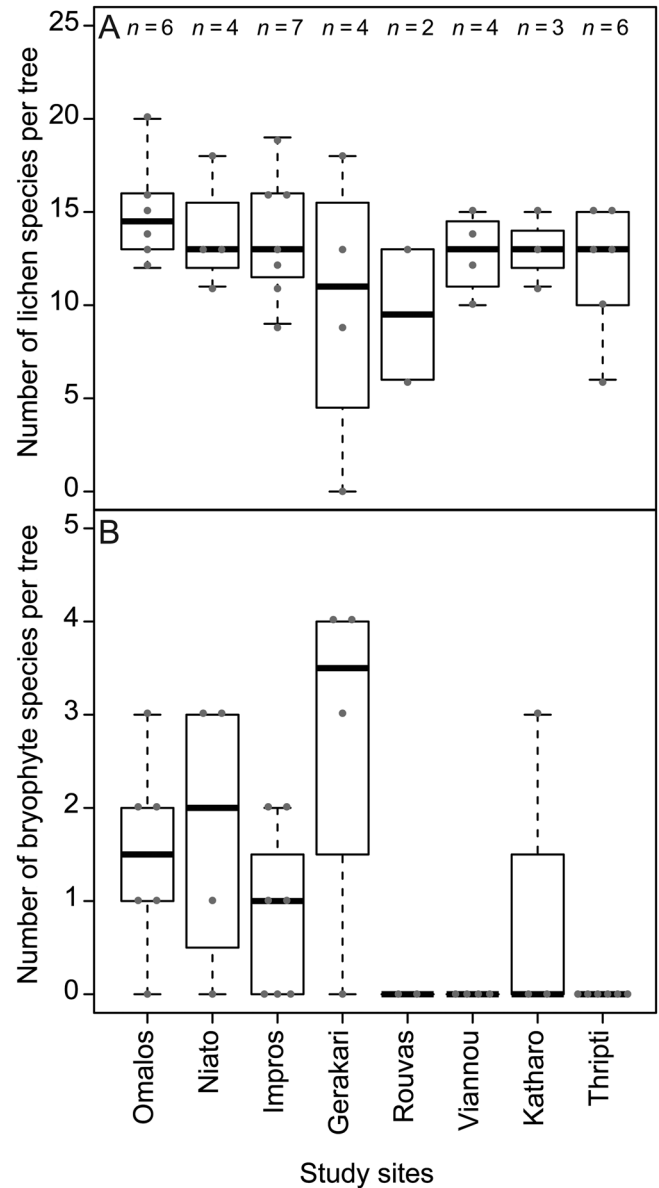 A n = 6 n = 4 n = 7 n = 4 n = 2 n = 4 n = 3 n = 6
Number of lichen species per tree
25
20
15
10
5
0
B
Number of bryophyte species per tree
5
4
3
2
1
0
Omalos
Niato
Impros
Gerakari
Rouvas
Viannou
Katharo
Thripti
Study sites